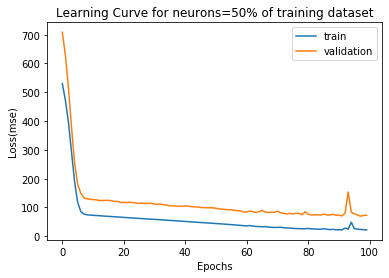 Learning Curve for neurons=50% of training dataset
train
validation
Loss(mse)
700
600
500
400
300
200
100
0
0 20 40 60 80 100
Epochs